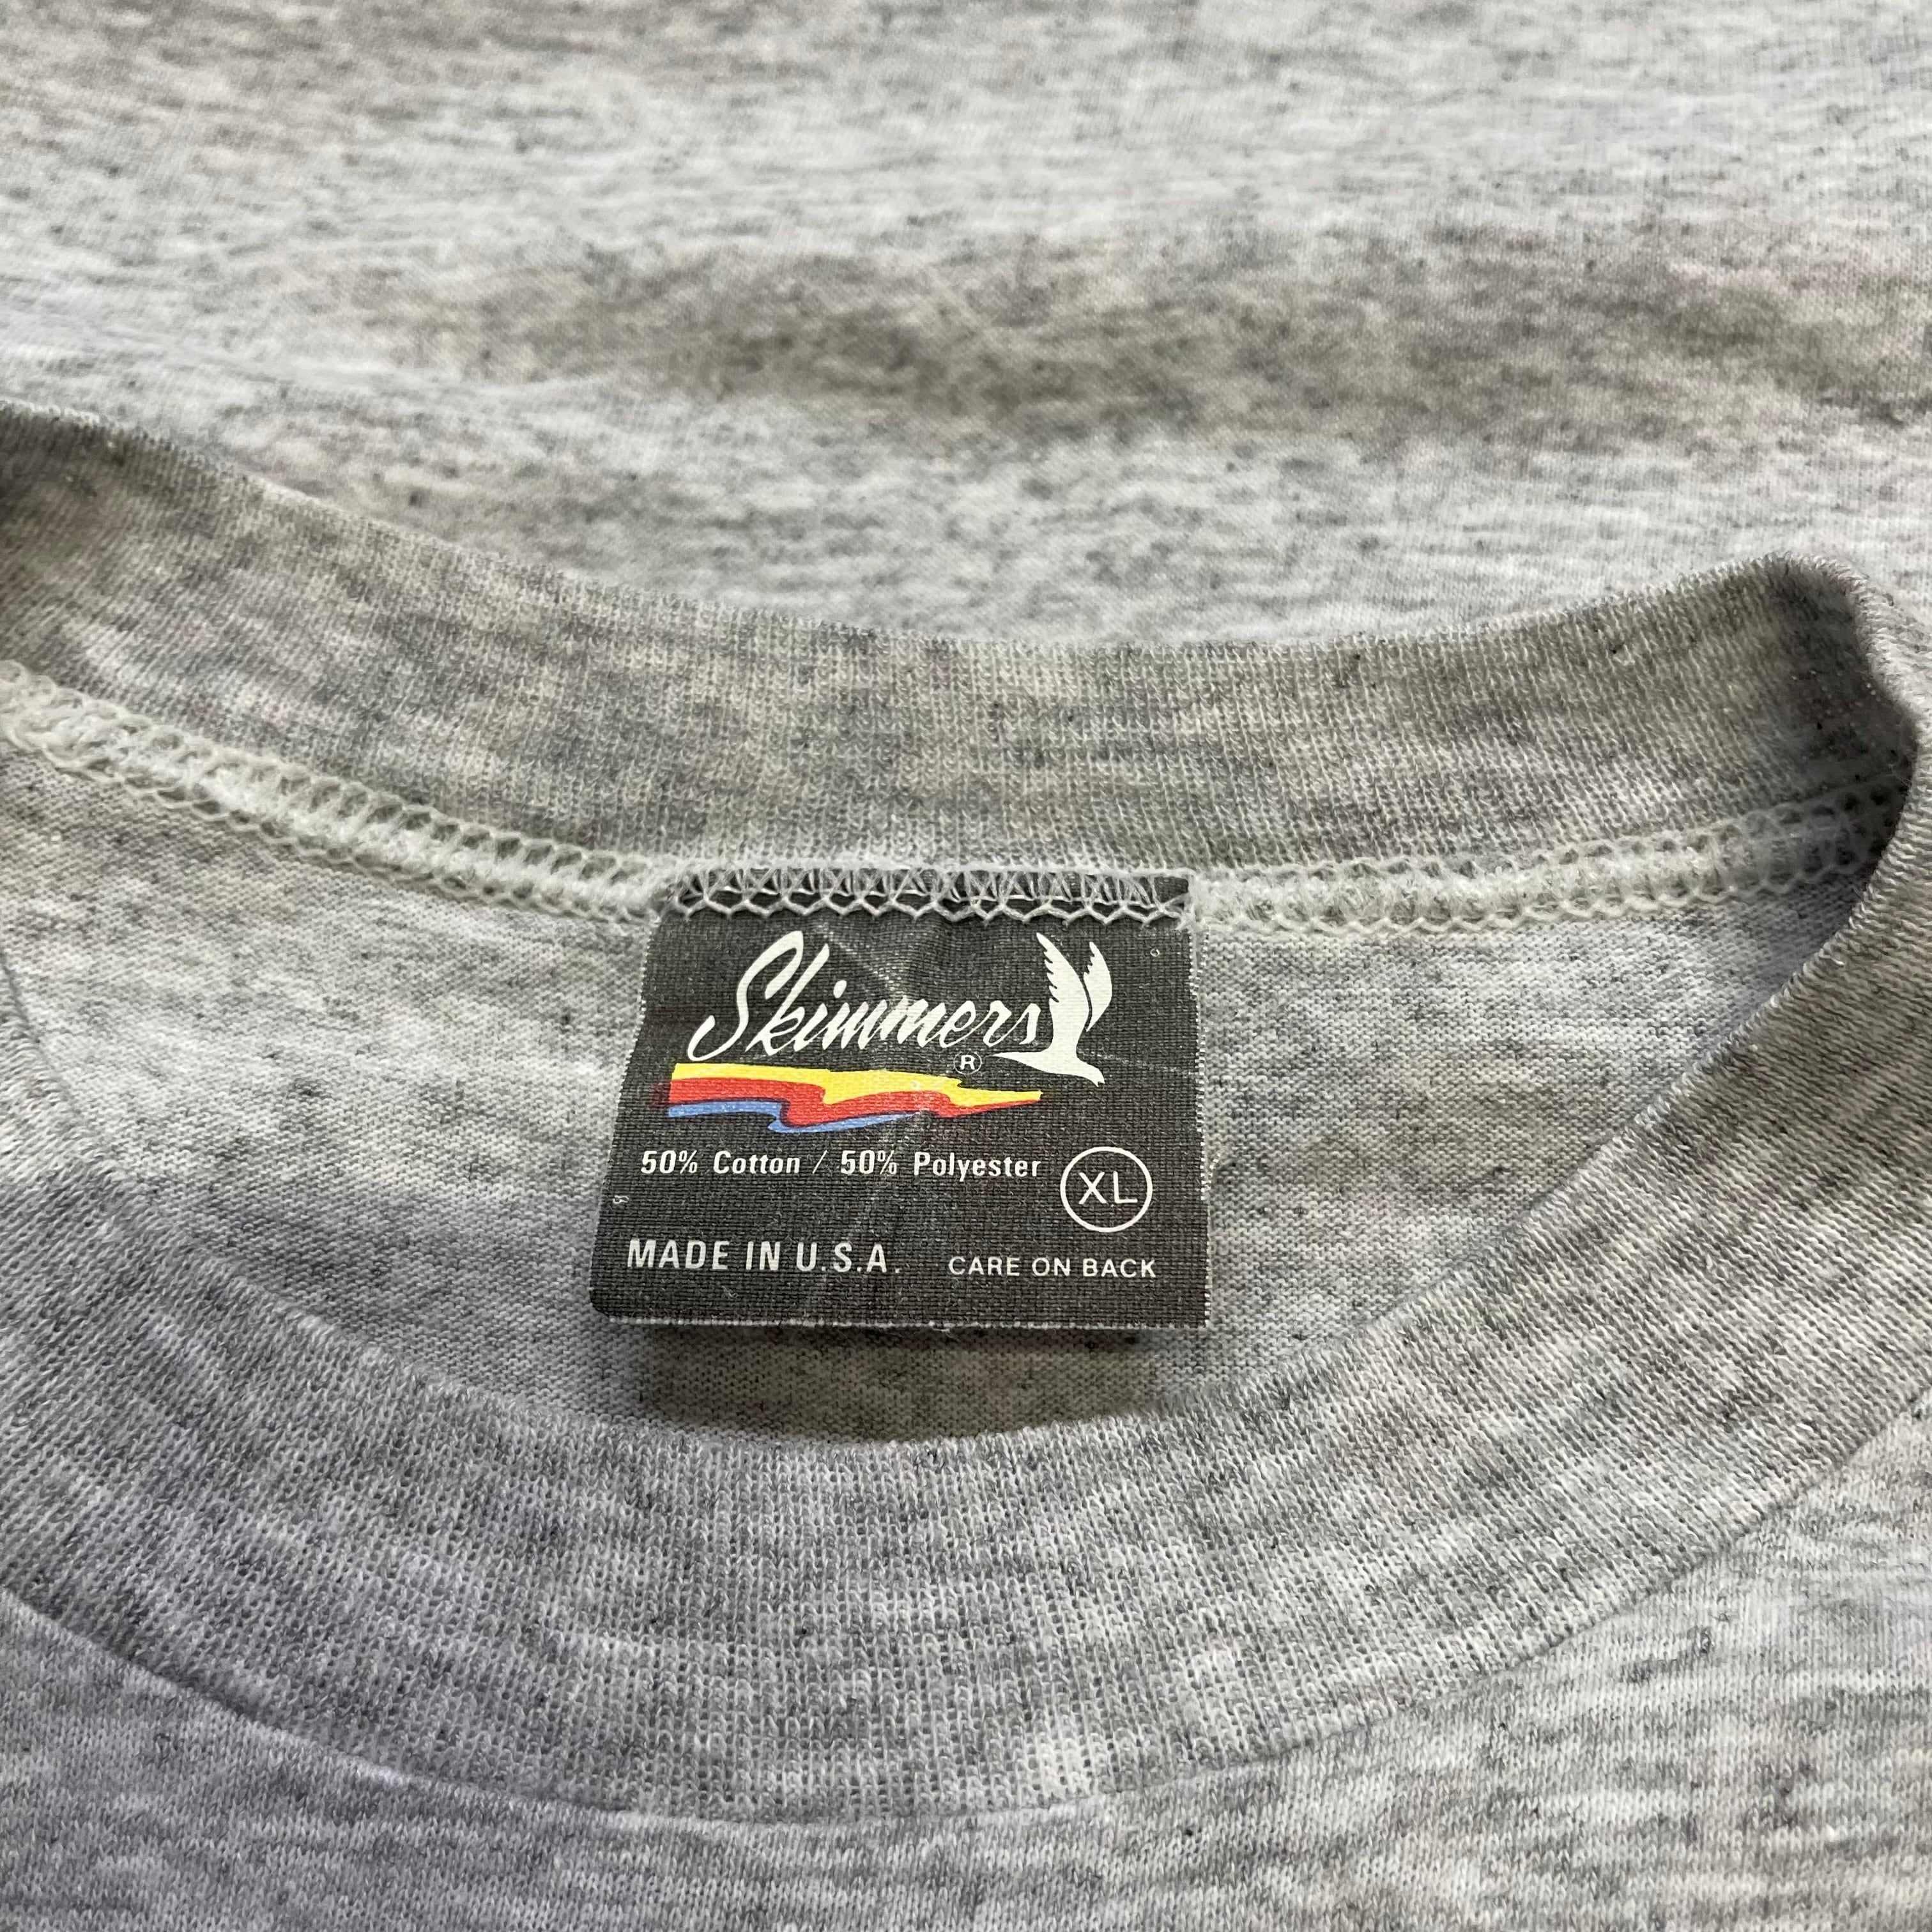 Skimmers
®
50% Cotton / 50% Polyester
XL
MADE IN U.S.A. CARE ON BACK